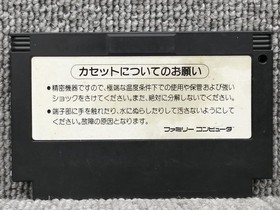 カセットについてのお願い
●精密機器ですので、極端な温度条件下での使用や保管および強い
ショックをさけてください。また、絶対に分解しないでください。
●端子部に手を触れたり、水にぬらしたりして汚さないようにして
ください。故障の原因となります。
ファミリー コンピュータ